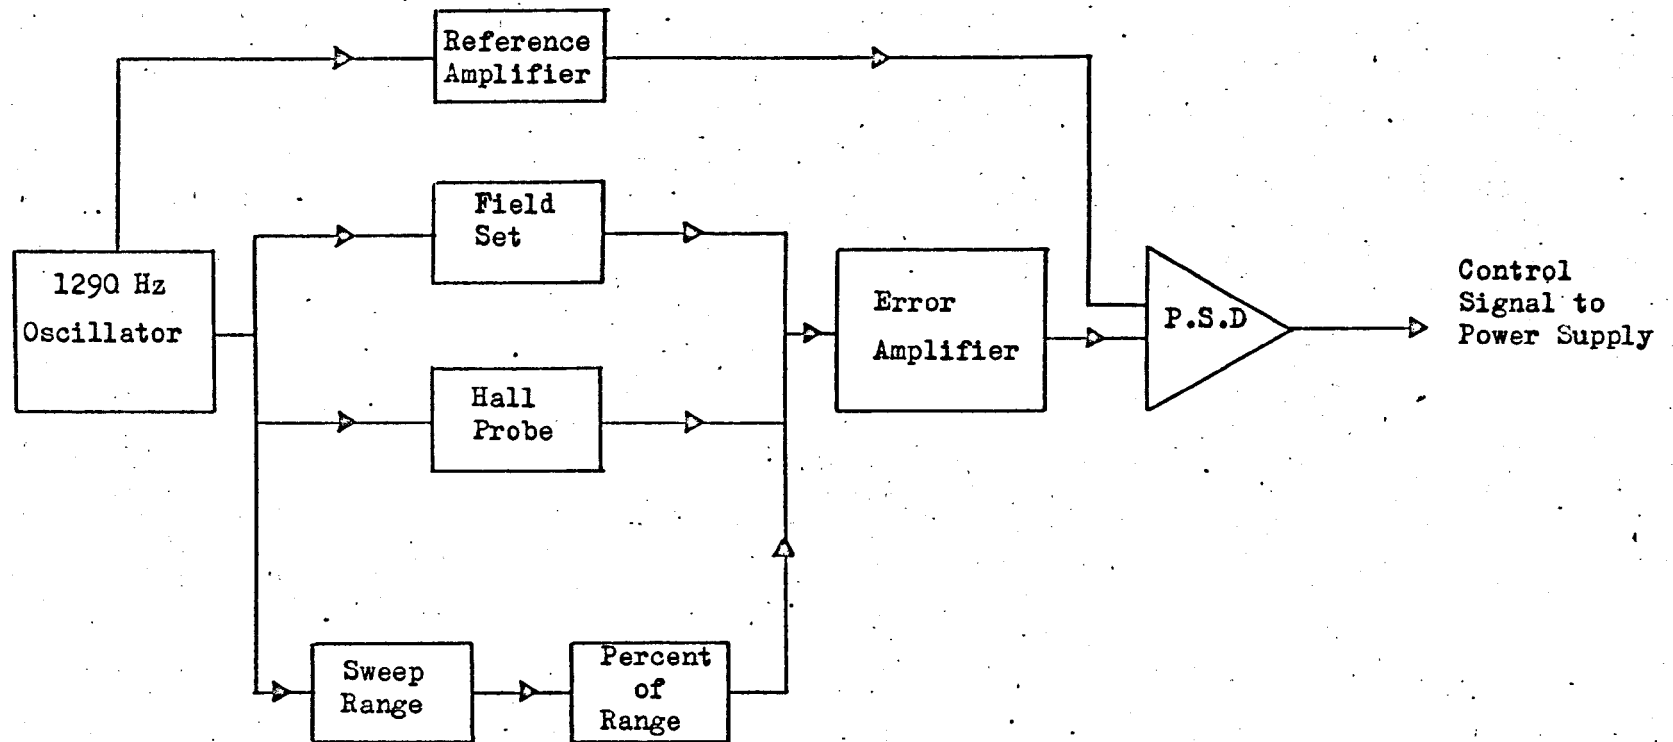 Reference
Amplifier
Field
Set
1290 Hz
Oscillator
Error
Amplifier
P.S.D
Control
Signal to
Power Supply
Hall
Probe
Sweep
Range
Percent
of
Range